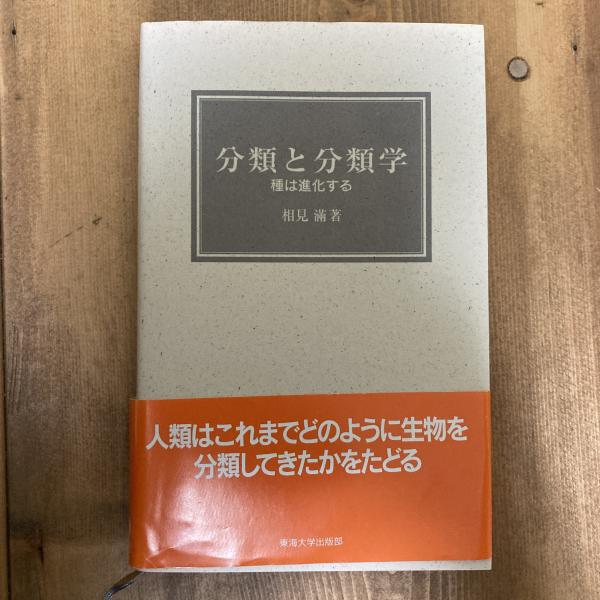 分類と分類学
種は進化する
相見 滿 著
人類はこれまでどのように生物を
分類してきたかをたどる
東海大学出版部